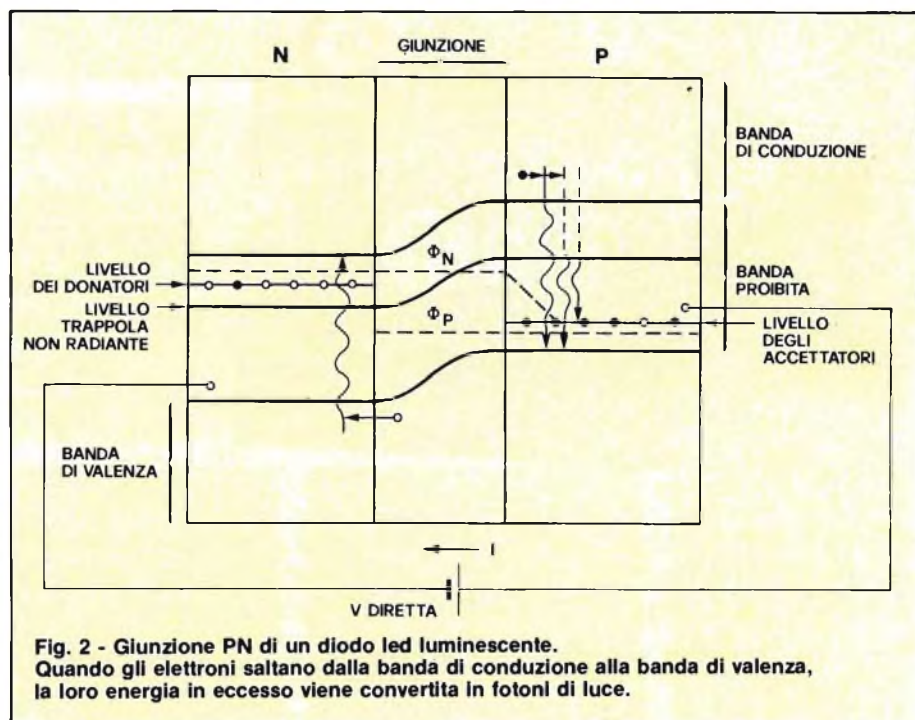 N
GIUNZIONE
P
BANDA
DI CONDUZIONE
LIVELLO
DEI DONATORI
LIVELLO
TRAPPOLA
NON RADIANTE
ΦN
ΦP
BANDA
PROIBITA
LIVELLO
DEGLI
ACCETTATORI
BANDA
DI VALENZA
I
V DIRETTA
Fig. 2 - Giunzione PN di un diodo led luminescente.
Quando gli elettroni saltano dalla banda di conduzione alla banda di valenza,
la loro energia in eccesso viene convertita in fotoni di luce.